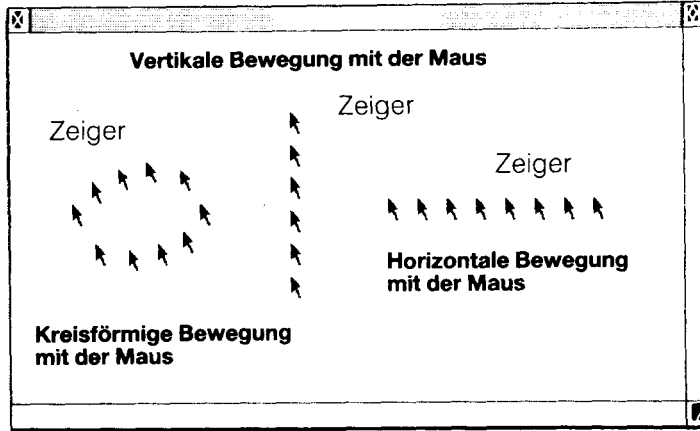 Vertikale Bewegung mit der Maus
Zeiger
Zeiger
Zeiger
Horizontale Bewegung
mit der Maus
Kreisförmige Bewegung
mit der Maus